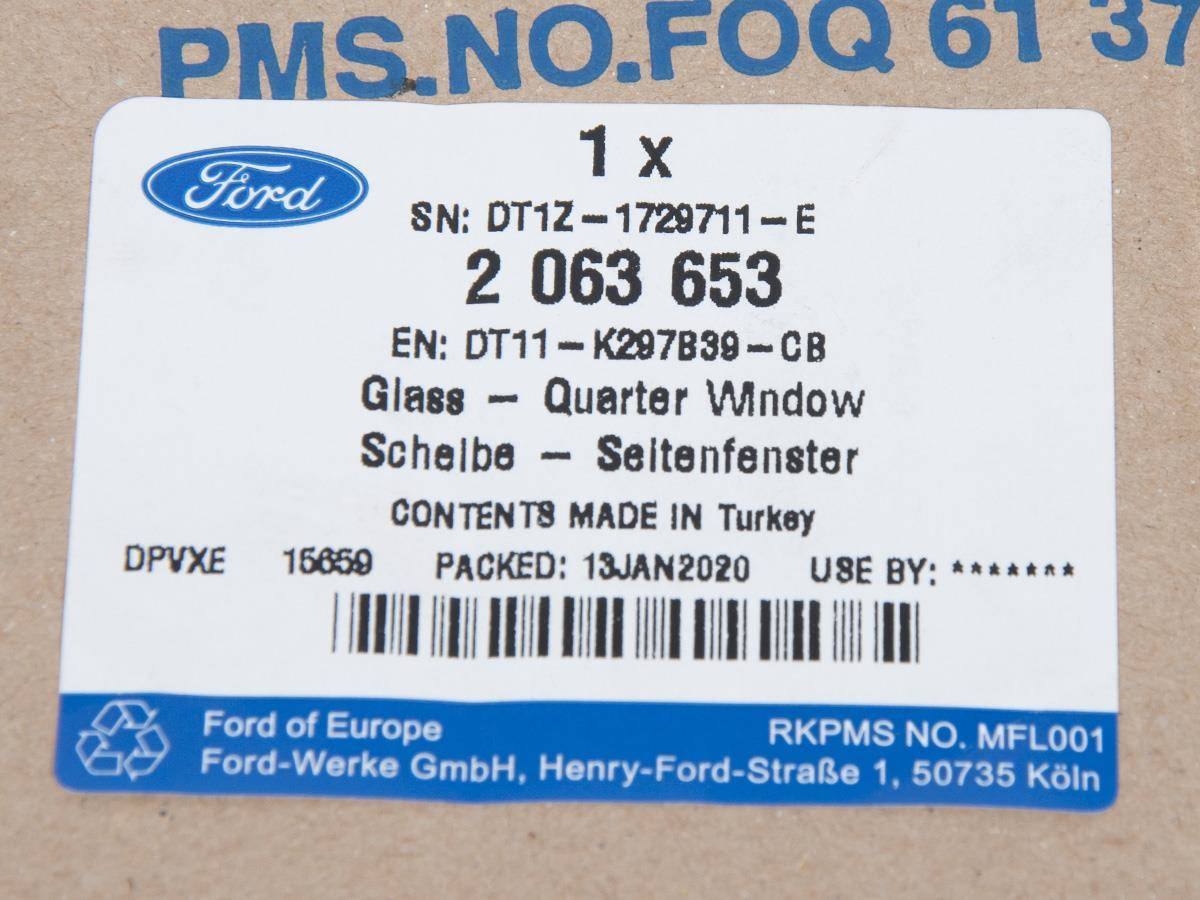 PMS.NO.FOQ 61 37
Ford
1 x
SN: DT1Z-1729711-E
2 063 653
EN: DT11-K297B39-CB
Glass - Quarter Window
Scheibe - Seitenfenster
CONTENTS MADE IN Turkey
DPVXE 15659 PACKED: 13JAN2020 USE BY: *******
Ford of Europe RKPMS NO. MFL001
Ford-Werke GmbH, Henry-Ford-Straße 1, 50735 Köln